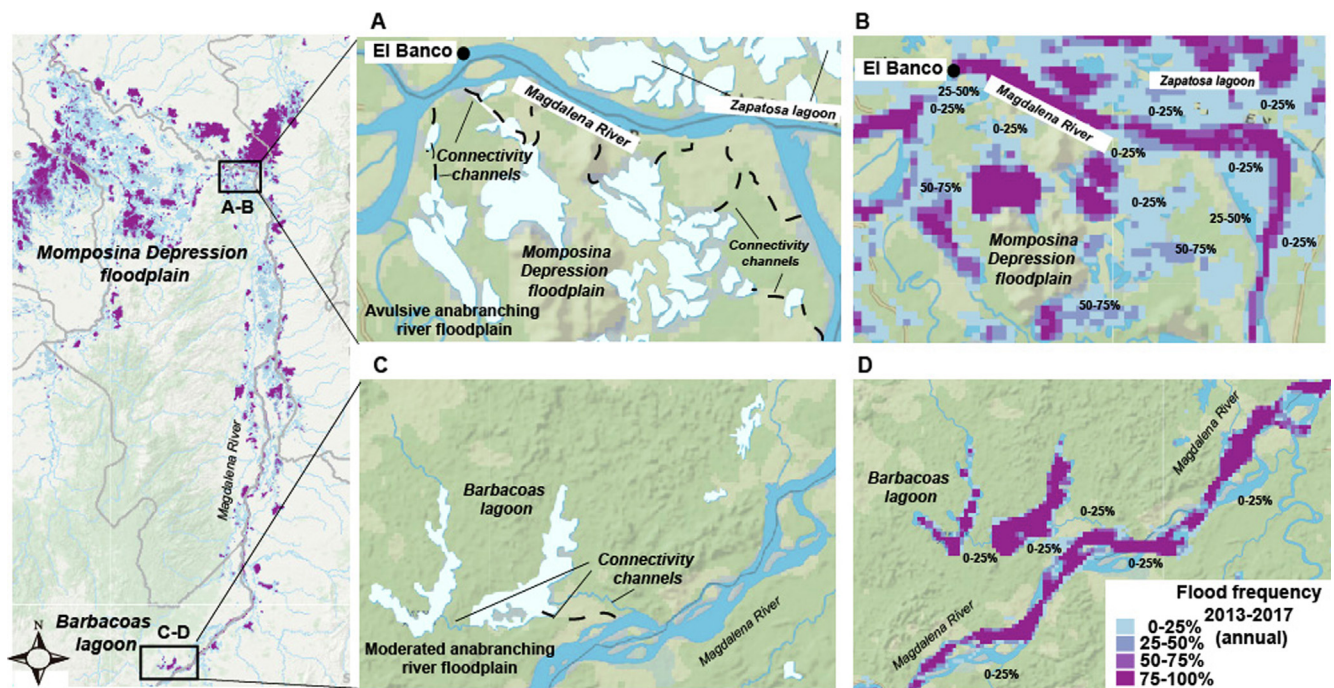 A-B
Momposina Depression
floodplain
Magdalena River
Barbacoas
lagoon
C-D
N
A
El Banco
Zapatosa lagoon
Magdalena River
Connectivity
channels
Connectivity
channels
Momposina
Depression
floodplain
Avulsive anabranching
river floodplain
B
El Banco
Zapatosa lagoon
25-50%
0-25%
0-25%
0-25%
Magdalena River
0-25%
0-25%
0-25%
50-75%
0-25%
25-50%
0-25%
50-75%
Momposina
Depression
floodplain
50-75%
C
Barbacoas
lagoon
Connectivity
channels
Moderated anabranching
river floodplain
Magdalena River
D
Magdalena River
Barbacoas
lagoon
0-25%
0-25%
0-25%
0-25%
0-25%
Magdalena River
0-25%
Flood frequency
2013-2017
(annual)
0-25%
25-50%
50-75%
75-100%